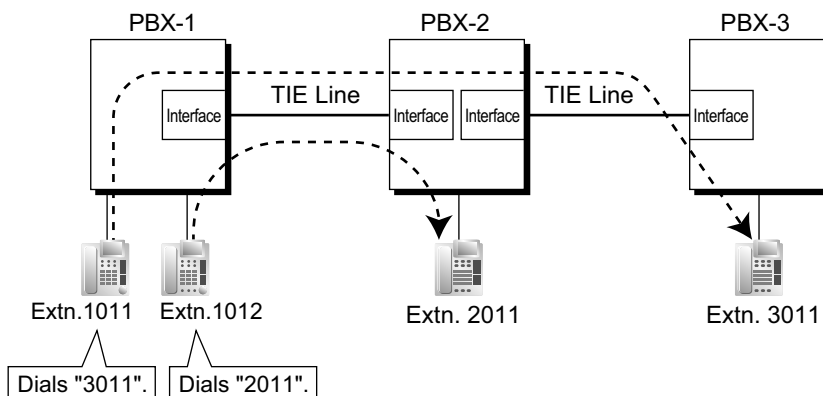 PBX-1 PBX-2 PBX-3
TIE Line TIE Line
Interface Interface Interface Interface
Extn.1011 Extn.1012 Extn. 2011 Extn. 3011
Dials "3011". Dials "2011".